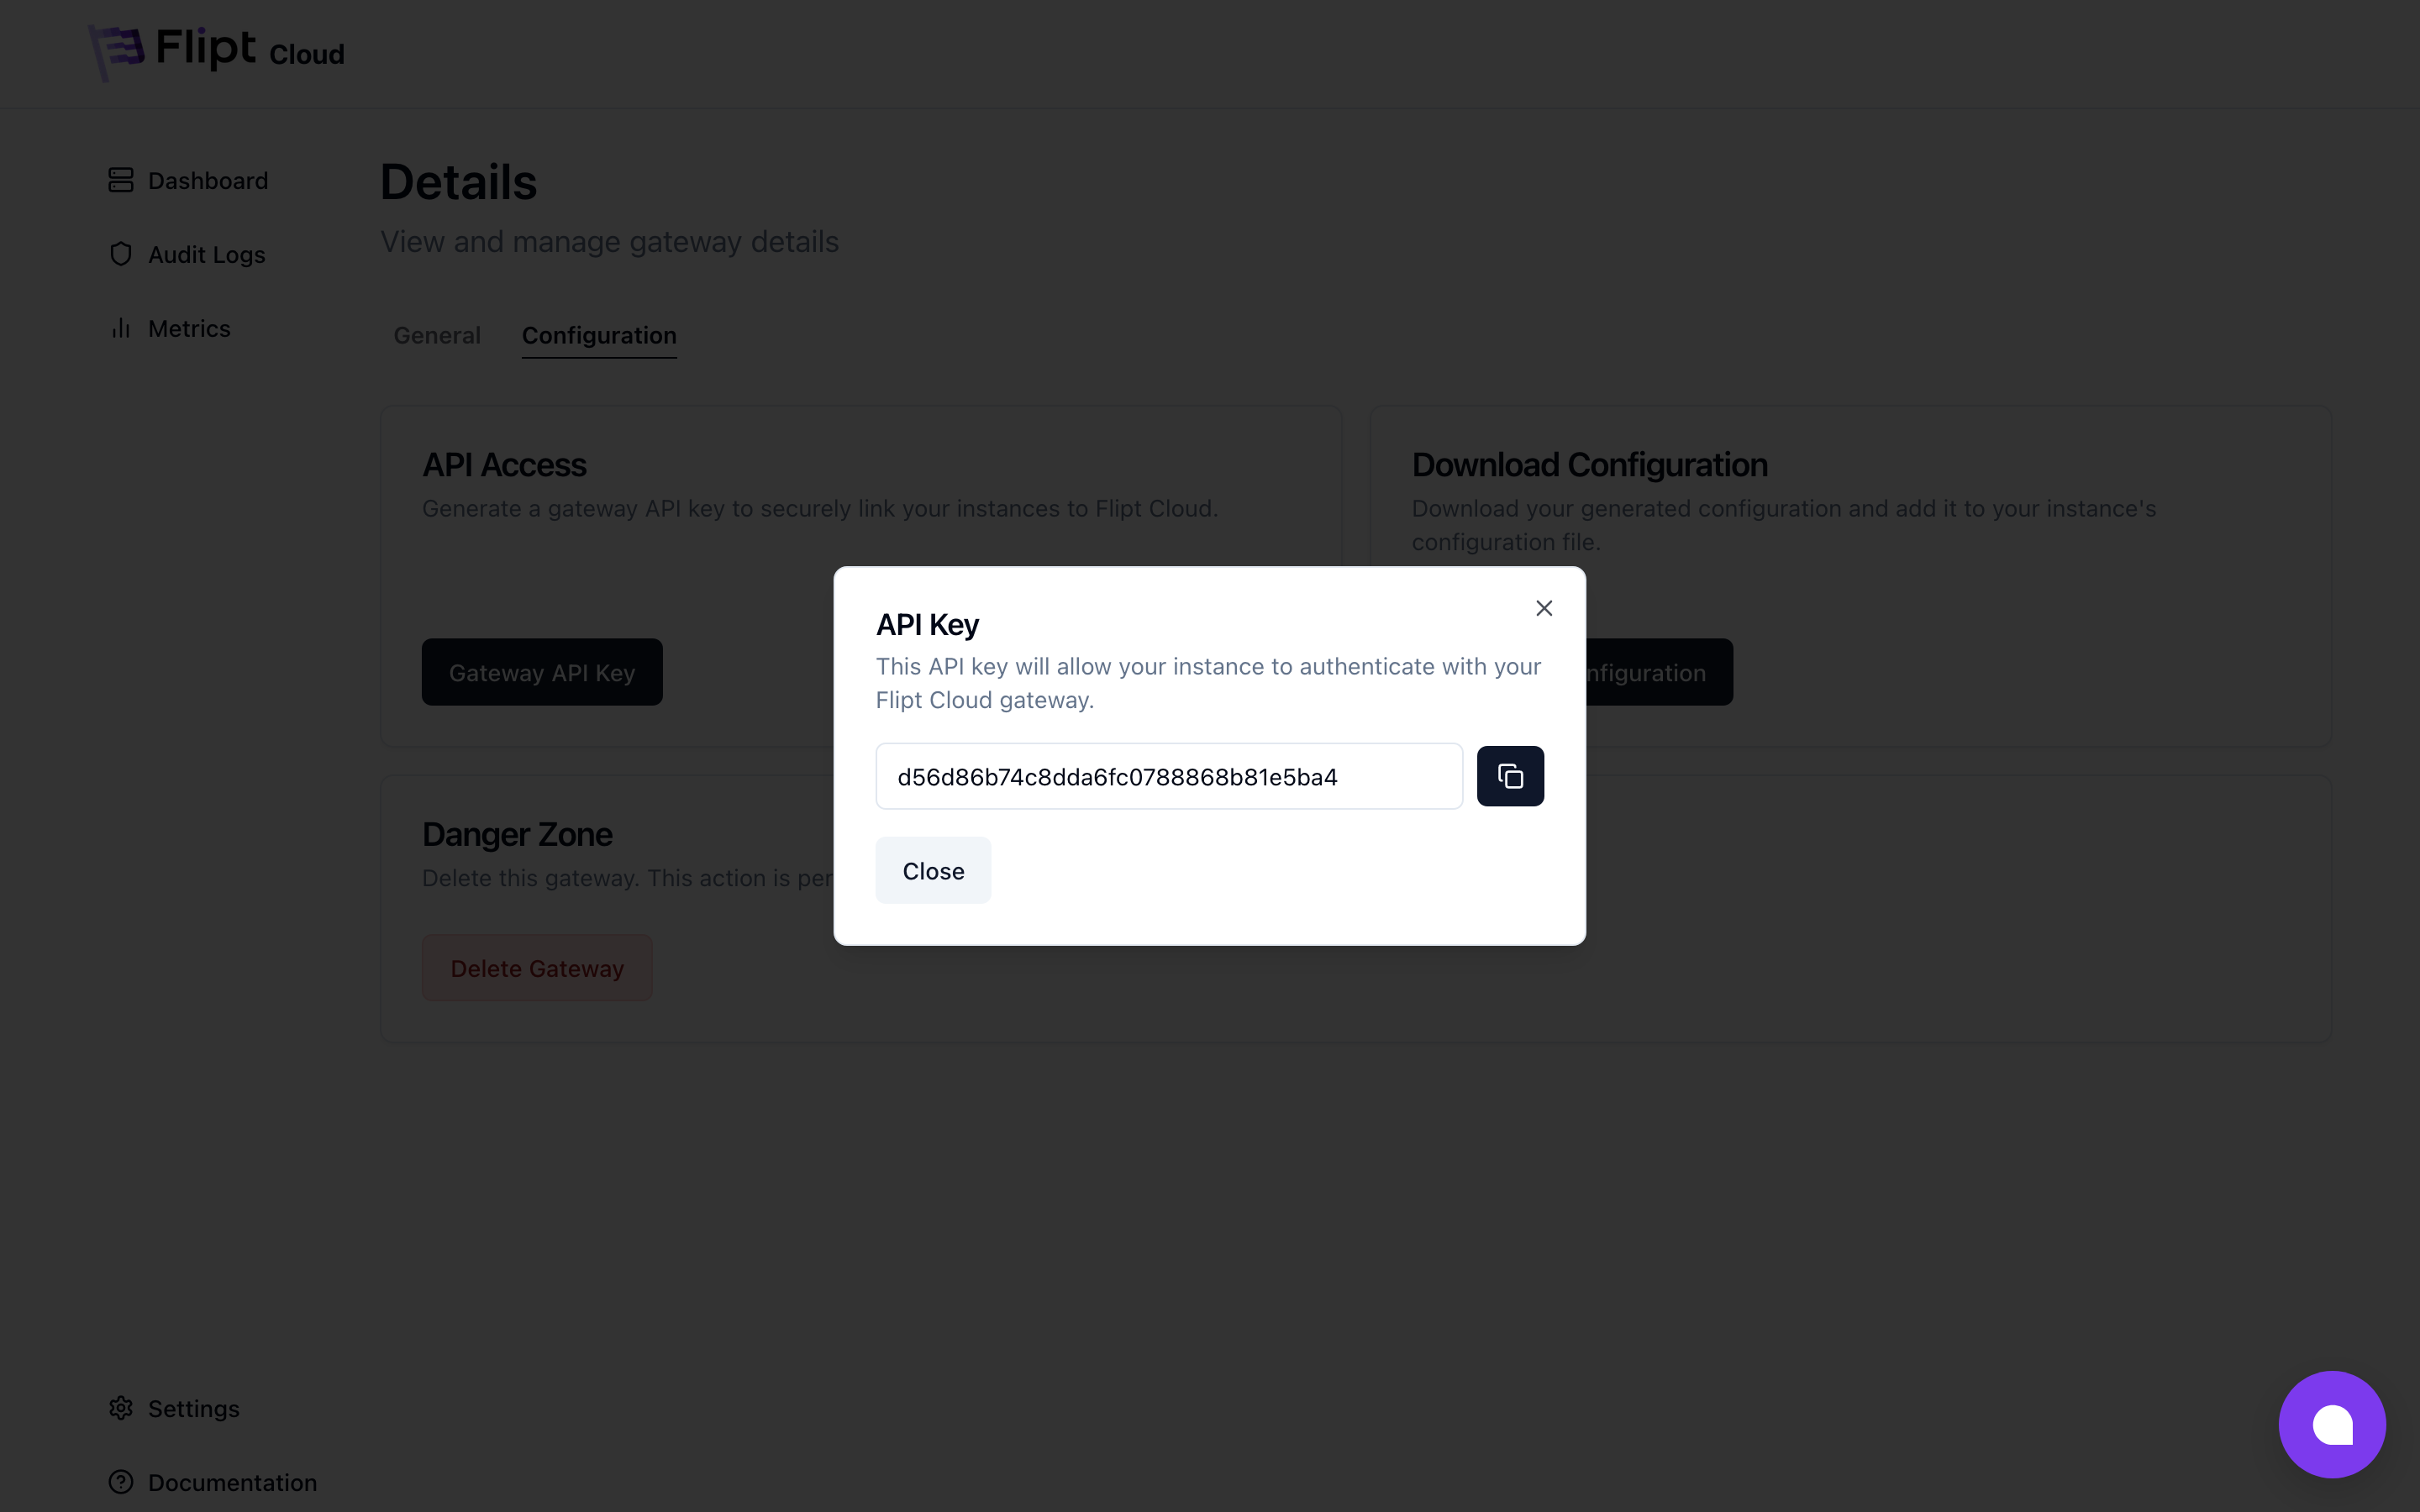 Flipt Cloud
Dashboard
Audit Logs
Metrics
Details
View and manage gateway details
General
Configuration
API Access
Generate a gateway API key to securely link your instances to Flipt Cloud.
Gateway API Key
Download Configuration
Download your generated configuration and add it to your instance's
configuration file.
nfiguration
API Key
This API key will allow your instance to authenticate with your
Flipt Cloud gateway.
d56d86b74c8dda6fc0788868b81e5ba4
Close
Danger Zone
Delete this gateway. This action is per
Delete Gateway
Settings
Documentation